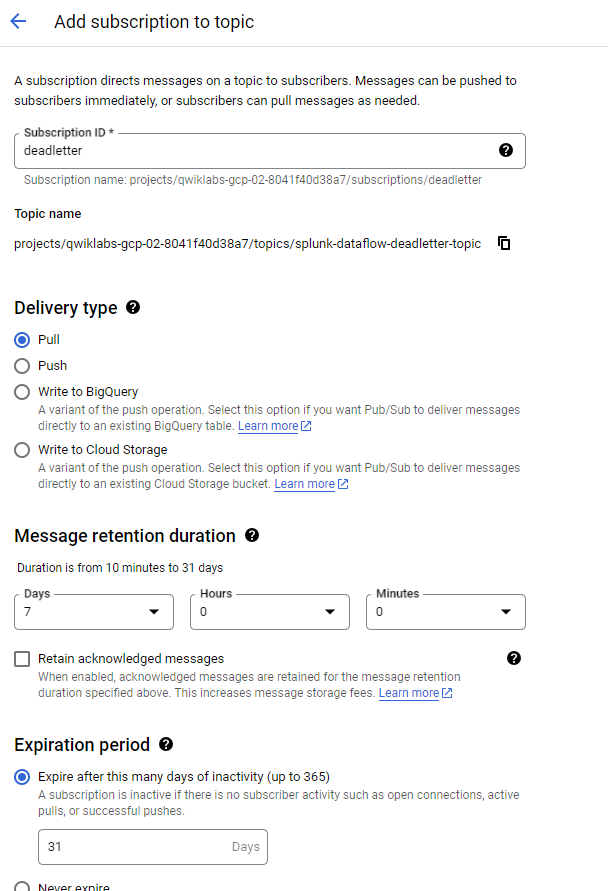 Add subscription to topic
A subscription directs messages on a topic to subscribers. Messages can be pushed to
subscribers immediately, or subscribers can pull messages as needed.
Subscription ID *
deadletter
Subscription name: projects/qwiklabs-gcp-02-8041f40d38a7/subscriptions/deadletter
Topic name
projects/qwiklabs-gcp-02-8041f40d38a7/topics/splunk-dataflow-deadletter-topic
Delivery type
Pull
Push
Write to BigQuery
A variant of the push operation. Select this option if you want Pub/Sub to deliver messages
directly to an existing BigQuery table. Learn more
Write to Cloud Storage
A variant of the push operation. Select this option if you want Pub/Sub to deliver messages
directly to an existing Cloud Storage bucket. Learn more
Message retention duration
Duration is from 10 minutes to 31 days
Days Hours Minutes
7 0 0
Retain acknowledged messages
When enabled, acknowledged messages are retained for the message retention
duration specified above. This increases message storage fees. Learn more
Expiration period
Expire after this many days of inactivity (up to 365)
A subscription is inactive if there is no subscriber activity such as open connections, active
pulls, or successful pushes.
31 Days
Never expire